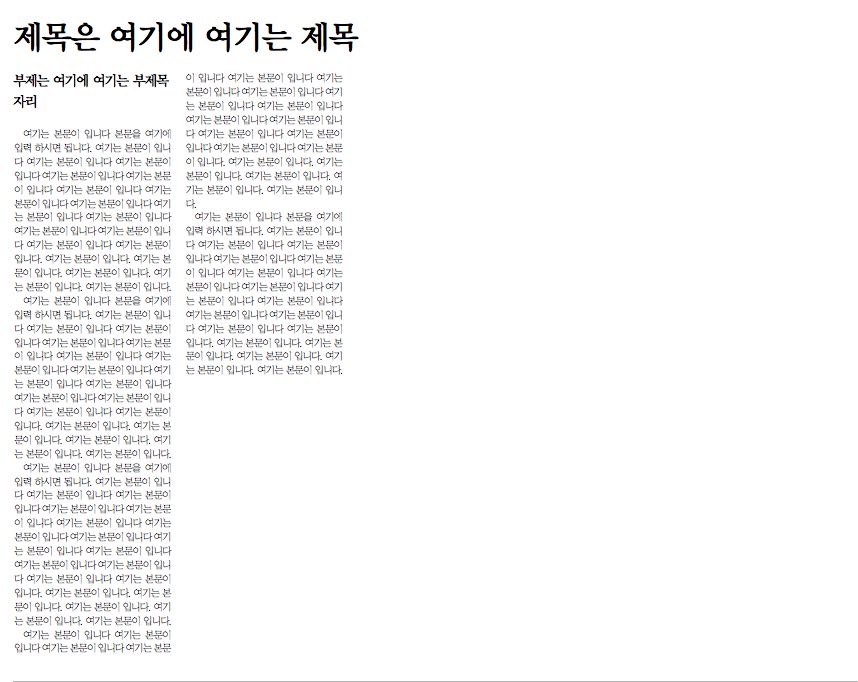 제목은 여기에 여기는 제목
부제는 여기에 여기는 부제목
자리
여기는 본문이 입니다 본문을 여기에
입력 하시면 됩니다. 여기는 본문이 입니
다 여기는 본문이 입니다 여기는 본문이
입니다 여기는 본문이 입니다 여기는 본문
이 입니다 여기는 본문이 입니다 여기는
본문이 입니다 여기는 본문이 입니다 여기
는 본문이 입니다 여기는 본문이 입니다
여기는 본문이 입니다 여기는 본문이 입니
다 여기는 본문이 입니다 여기는 본문이
입니다. 여기는 본문이 입니다. 여기는 본
문이 입니다. 여기는 본문이 입니다. 여기
는 본문이 입니다. 여기는 본문이 입니다.
여기는 본문이 입니다 본문을 여기에
입력 하시면 됩니다. 여기는 본문이 입니
다 여기는 본문이 입니다 여기는 본문이
입니다 여기는 본문이 입니다 여기는 본문
이 입니다 여기는 본문이 입니다 여기는
본문이 입니다 여기는 본문이 입니다 여기
는 본문이 입니다 여기는 본문이 입니다
여기는 본문이 입니다 여기는 본문이 입니
다 여기는 본문이 입니다 여기는 본문이
입니다. 여기는 본문이 입니다. 여기는 본
문이 입니다. 여기는 본문이 입니다. 여기
는 본문이 입니다. 여기는 본문이 입니다.
여기는 본문이 입니다 본문을 여기에
입력 하시면 됩니다. 여기는 본문이 입니
다 여기는 본문이 입니다 여기는 본문이
입니다 여기는 본문이 입니다 여기는 본문
이 입니다 여기는 본문이 입니다 여기는
본문이 입니다 여기는 본문이 입니다 여기
는 본문이 입니다 여기는 본문이 입니다
여기는 본문이 입니다 여기는 본문이 입니
다 여기는 본문이 입니다 여기는 본문이
입니다. 여기는 본문이 입니다. 여기는 본
문이 입니다. 여기는 본문이 입니다. 여기
는 본문이 입니다. 여기는 본문이 입니다.
여기는 본문이 입니다 여기는 본문이
입니다 여기는 본문이 입니다 여기는 본문
이 입니다 여기는 본문이 입니다 여기는
본문이 입니다 여기는 본문이 입니다 여기
는 본문이 입니다 여기는 본문이 입니다
여기는 본문이 입니다 여기는 본문이 입니
다 여기는 본문이 입니다 여기는 본문이
입니다 여기는 본문이 입니다 여기는 본문
이 입니다. 여기는 본문이 입니다. 여기는
본문이 입니다. 여기는 본문이 입니다. 여
기는 본문이 입니다. 여기는 본문이 입니
다.
여기는 본문이 입니다 본문을 여기에
입력 하시면 됩니다. 여기는 본문이 입니
다 여기는 본문이 입니다 여기는 본문이
입니다 여기는 본문이 입니다 여기는 본문
이 입니다 여기는 본문이 입니다 여기는
본문이 입니다 여기는 본문이 입니다 여기
는 본문이 입니다 여기는 본문이 입니다
여기는 본문이 입니다 여기는 본문이 입니
다 여기는 본문이 입니다 여기는 본문이
입니다. 여기는 본문이 입니다. 여기는 본
문이 입니다. 여기는 본문이 입니다. 여기
는 본문이 입니다. 여기는 본문이 입니다.